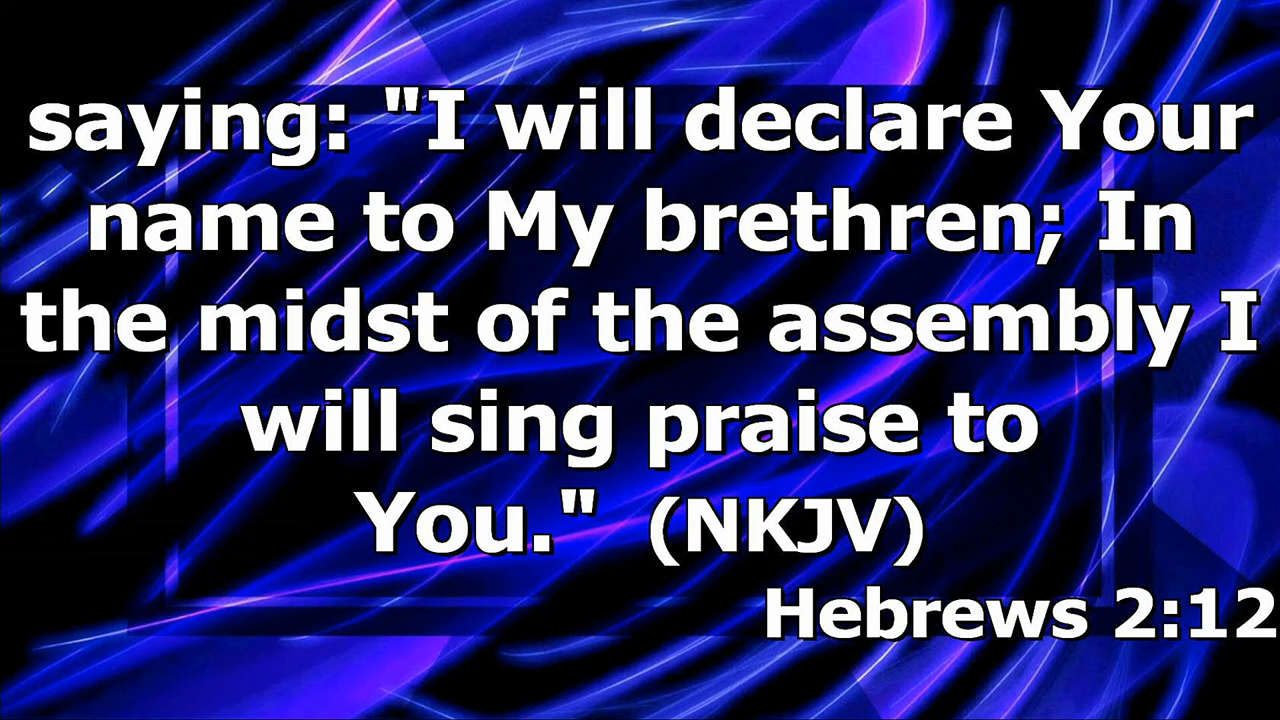 saying: "I will declare Your
name to My brethren; In
the midst of the assembly I
will sing praise to
You." (NKJV)
Hebrews 2:12